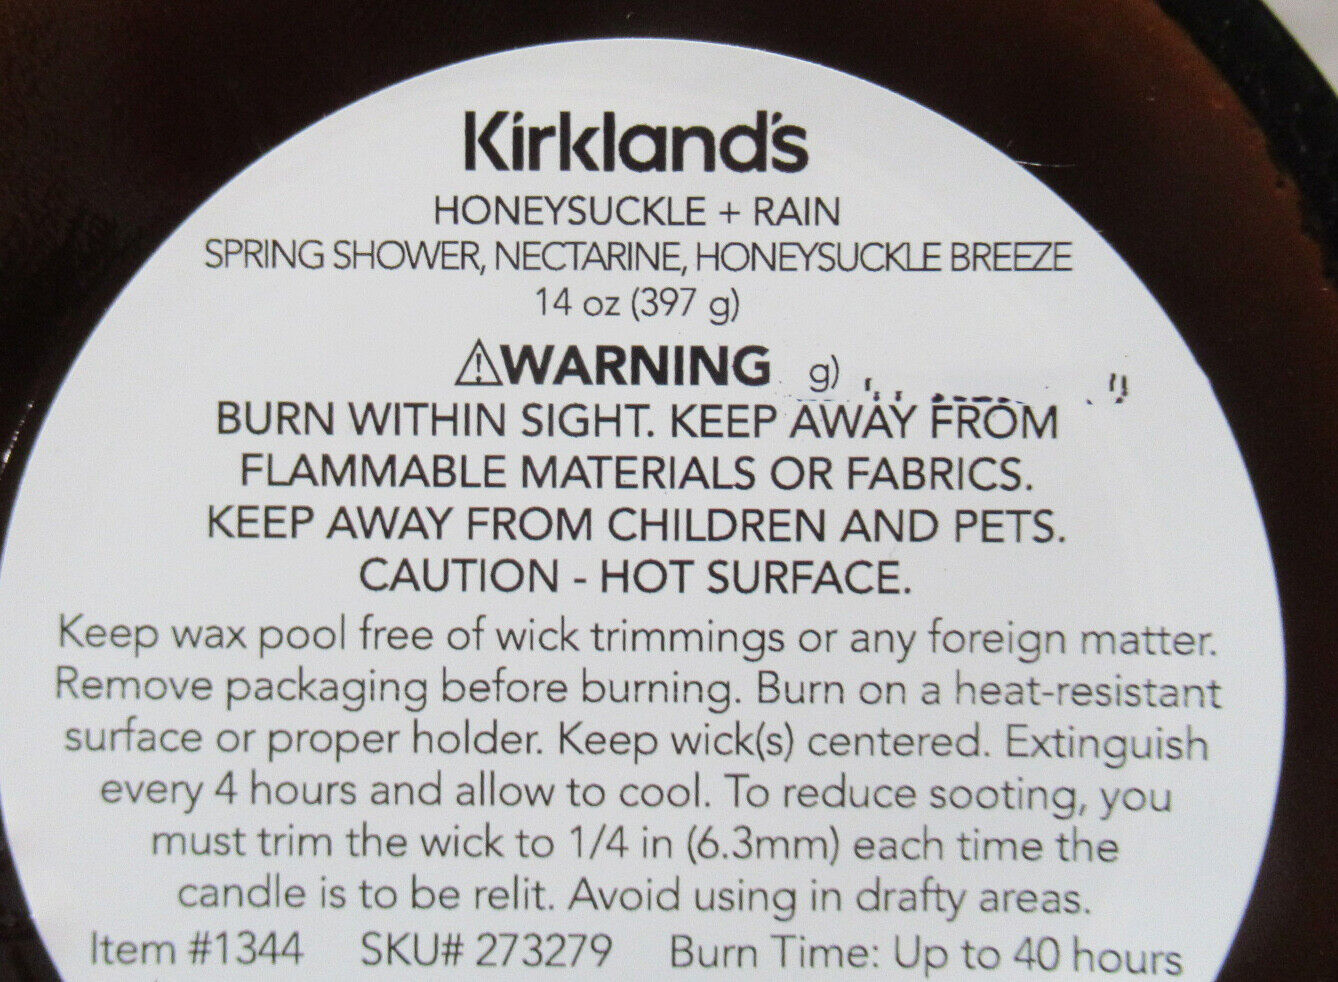 Kirkland's
HONEYSUCKLE + RAIN
SPRING SHOWER, NECTARINE, HONEYSUCKLE BREEZE
14 oz (397 g)
⚠WARNING g)
BURN WITHIN SIGHT. KEEP AWAY FROM
FLAMMABLE MATERIALS OR FABRICS.
KEEP AWAY FROM CHILDREN AND PETS.
CAUTION - HOT SURFACE.
Keep wax pool free of wick trimmings or any foreign matter.
Remove packaging before burning. Burn on a heat-resistant
surface or proper holder. Keep wick(s) centered. Extinguish
every 4 hours and allow to cool. To reduce sooting, you
must trim the wick to 1/4 in (6.3mm) each time the
candle is to be relit. Avoid using in drafty areas.
Item #1344 SKU# 273279 Burn Time: Up to 40 hours